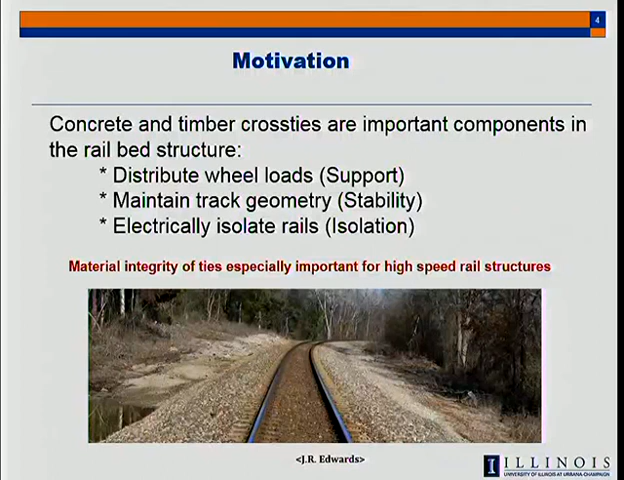 4
Motivation
Concrete and timber crossties are important components in
the rail bed structure:
* Distribute wheel loads (Support)
* Maintain track geometry (Stability)
* Electrically isolate rails (Isolation)
Material integrity of ties especially important for high speed rail structures
<J.R. Edwards>
I ILLINOIS
UNIVERSITY OF ILLINOIS AT URBANA-CHAMPAIGN